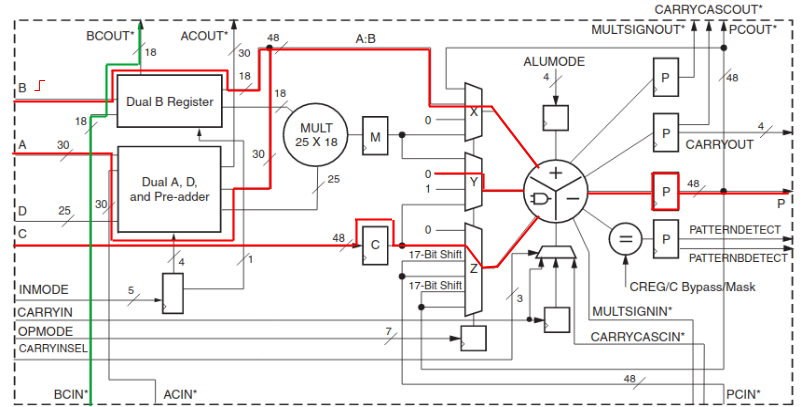 CARRYCASCOUT*
BCOUT* ACOUT* MULTSIGNOUT* PCOUT*
18 30 48 A:B
B 18 ALUMODE 48
4
Dual B Register 18 P
0 X
18 MULT
25 X 18 M P 4
CARRYOUT
A 30 30 0 Y
1 + P 48
Dual A, D,
and Pre-adder 25 − P
D 25 30
C 48 C 0 = P PATTERNDETECT
17-Bit Shift Z
4 PATTERNBDETECT
1 17-Bit Shift
INMODE 5 CREG/C Bypass/Mask
3
CARRYIN MULTSIGNIN*
OPMODE 7
CARRYINSEL CARRYCASCIN*
48
BCIN* ACIN* PCIN*